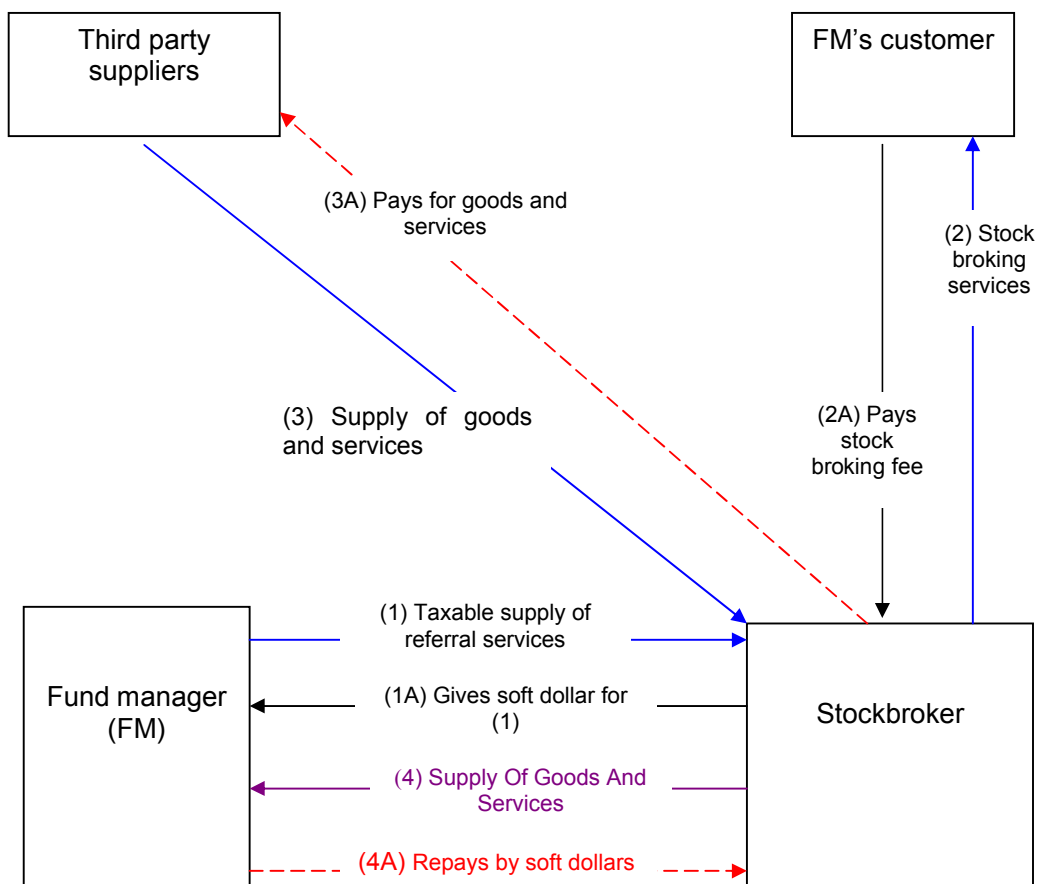 Third party
suppliers
FM's customer
(3A) Pays for goods and
services
(2) Stock
broking
services
(3) Supply of goods
and services
(2A) Pays
stock
broking fee
(1) Taxable supply of
referral services
Fund manager
(FM)
(1A) Gives soft dollar for
(1)
Stockbroker
(4) Supply Of Goods And
Services
(4A) Repays by soft dollars